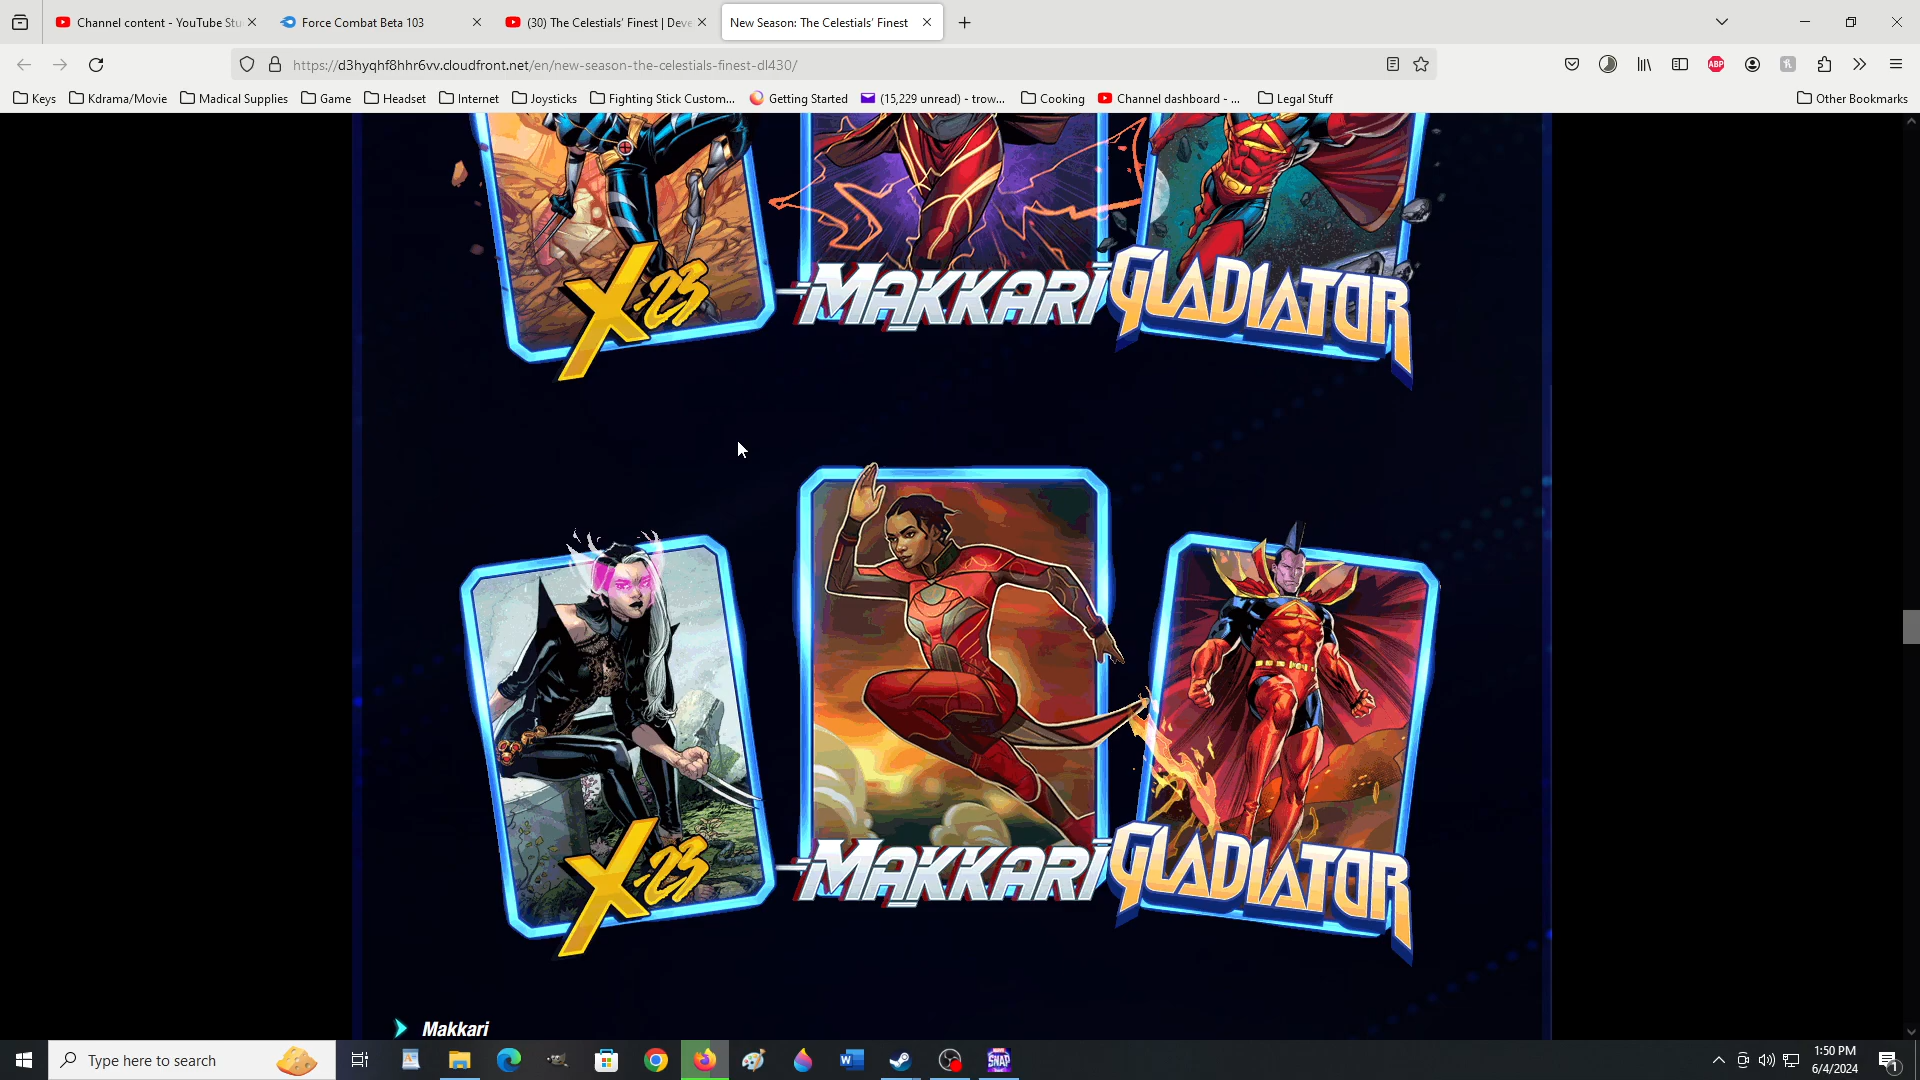 Channel content - YouTube Stu
Force Combat Beta 103
(30) The Celestials' Finest | Deve
New Season: The Celestials' Finest
https://d3hyqhf8hhr6vv.cloudfront.net/en/new-season-the-celestials-finest-dl430/
ABP
Keys
Kdrama/Movie
Madical Supplies
Game
Headset
Internet
Joysticks
Fighting Stick Custom...
Getting Started
(15,229 unread) - trow...
Cooking
Channel dashboard - ...
Legal Stuff
Other Bookmarks
X-23
MAKKARI
GLADIATOR
X-23
MAKKARI
GLADIATOR
Makkari
Type here to search
SNAP
1:50 PM
6/4/2024
1